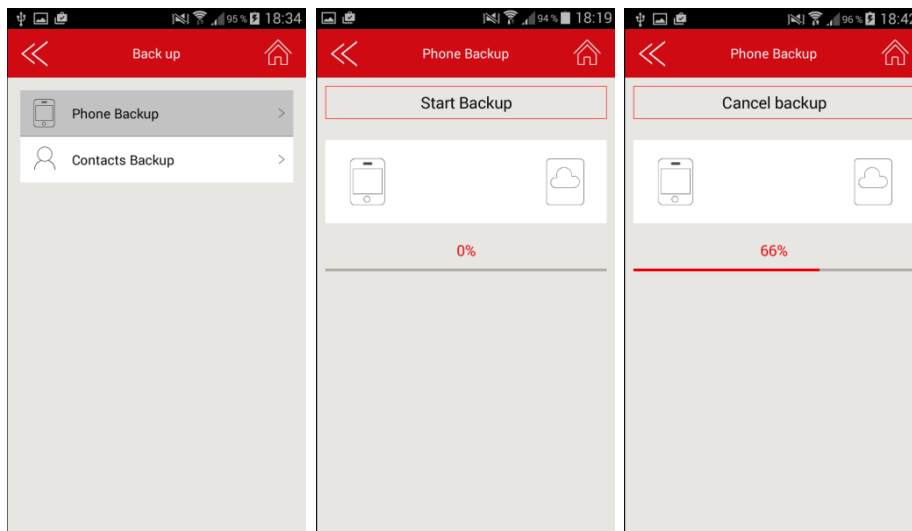 95 % 18:34
Back up
Phone Backup
Contacts Backup
94 % 18:19
Phone Backup
Start Backup
0%
96 % 18:42
Phone Backup
Cancel backup
66%